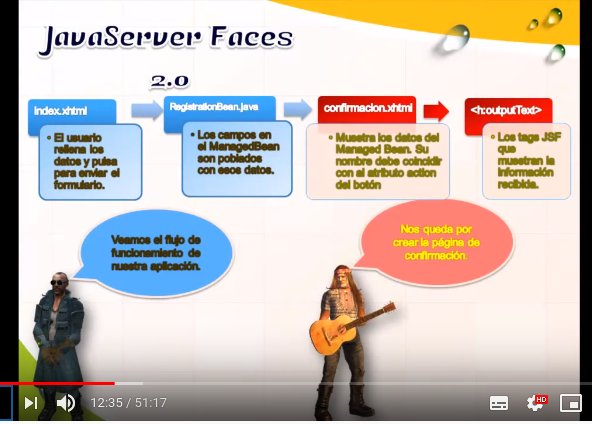 JavaServer Faces
2.0
index.xhtml
• El usuario
rellena los
datos y pulsa
para enviar el
formulario.
RegistrationBean.java
• Los campos en
el ManagedBean
son poblados
con esos datos.
confirmacion.xhtml
• Muestra los datos del
Managed Bean. Su
nombre debe coincidir
con el atributo action
del botón
<h:outputText>
• Los tags JSF
que
muestran la
información
recibida.
Veamos el flujo de
funcionamiento de
nuestra aplicación.
Nos queda por
crear la página de
confirmación.
12:35 / 51:17
HD